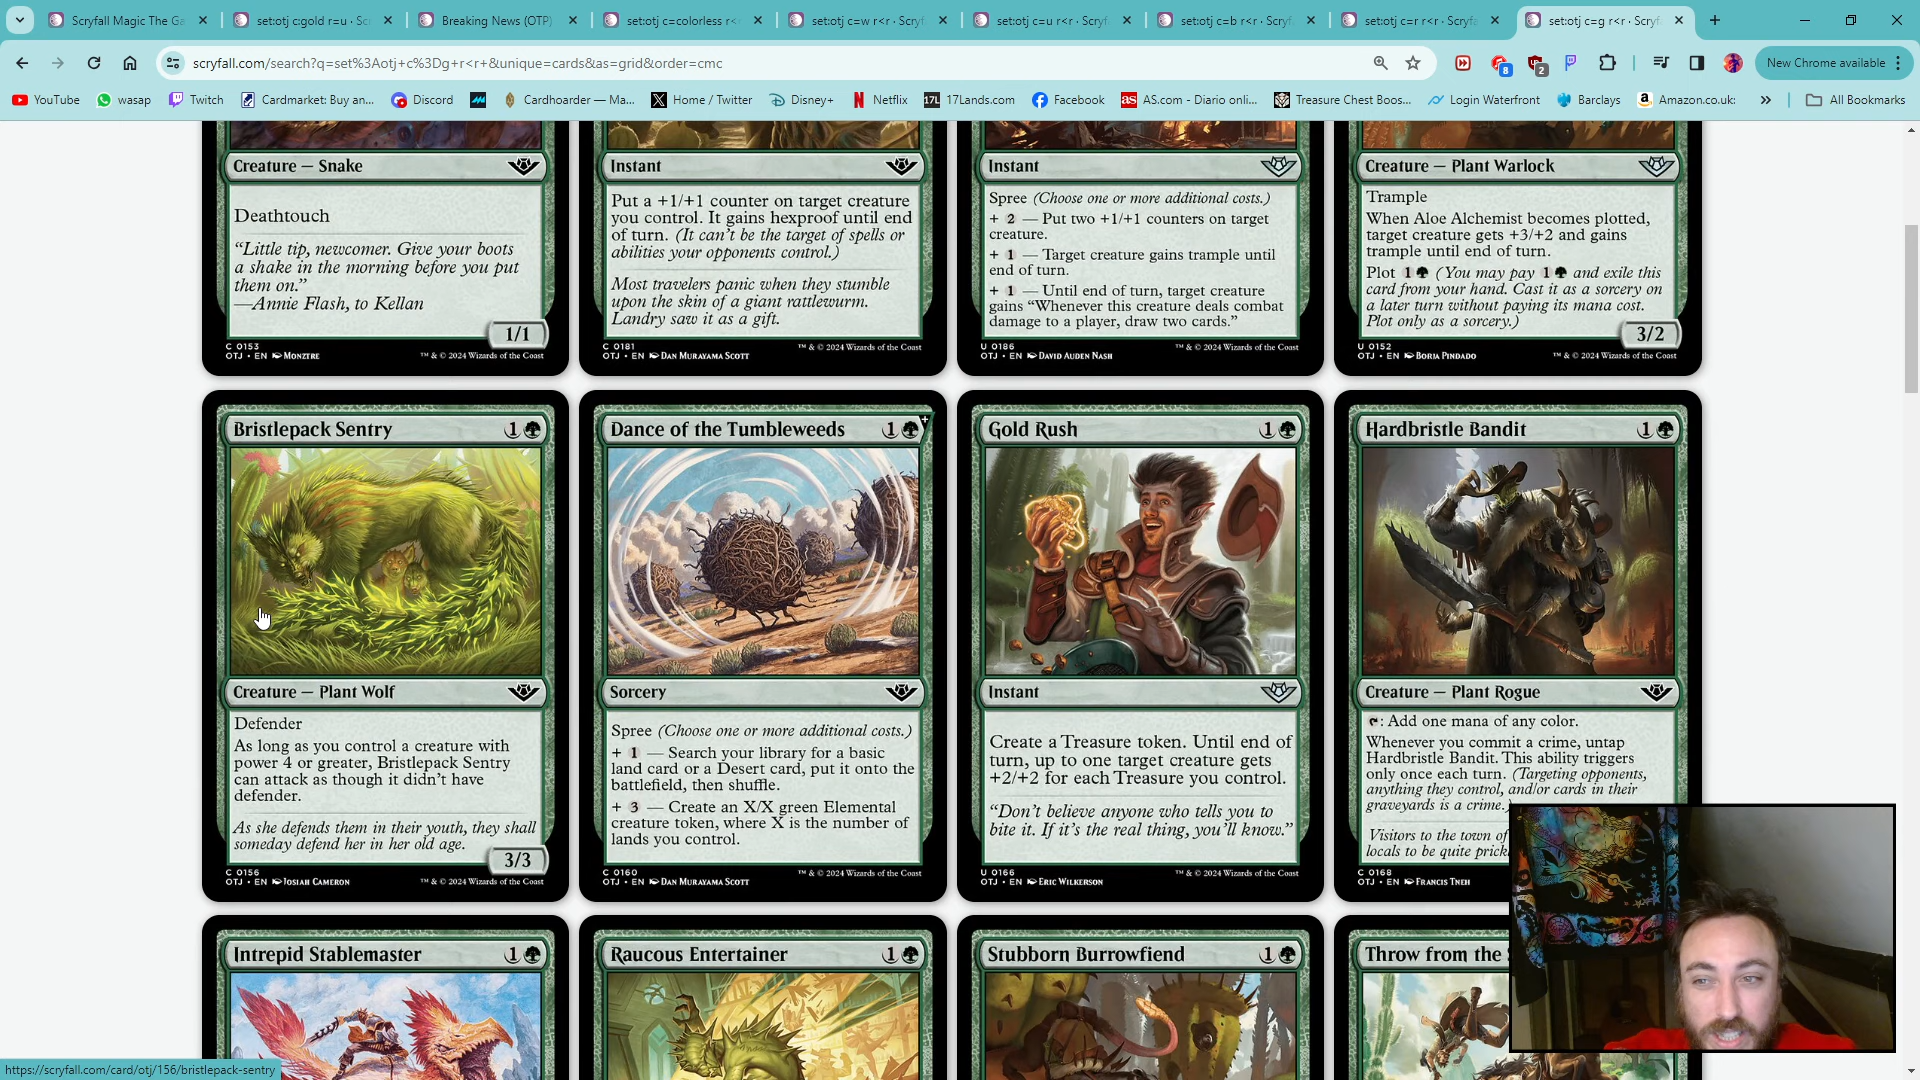 Scryfall Magic The Ga
set:otj c:gold r=u · Sc
Breaking News (OTP)
set:otj c=colorless r<
set:otj c=w r<r · Scryf
set:otj c=u r<r · Scryf
set:otj c=b r<r · Scryf
set:otj c=r r<r · Scryfa
set:otj c=g r<r · Scryf
scryfall.com/search?q=set%3Aotj+c%3Dg+r<r+&unique=cards&as=grid&order=cmc
8
2
New Chrome available
YouTube
wasap
Twitch
Cardmarket: Buy an...
Discord
Cardhoarder — Ma...
Home / Twitter
Disney+
Netflix
17L 17Lands.com
Facebook
as AS.com - Diario onli...
Treasure Chest Boos...
Login Waterfront
Barclays
Amazon.co.uk:
All Bookmarks
Creature — Snake
Deathtouch
“Little tip, newcomer. Give your boots
a shake in the morning before you put
them on.”
—Annie Flash, to Kellan
1/1
C 0153
OTJ • EN MONZTRE
™ & © 2024 Wizards of the Coast
Instant
Put a +1/+1 counter on target creature
you control. It gains hexproof until end
of turn. (It can’t be the target of spells or
abilities your opponents control.)
Most travelers panic when they stumble
upon the skin of a giant rattlewurm.
Landry saw it as a gift.
C 0181
OTJ • EN DAN MURAYAMA SCOTT
™ & © 2024 Wizards of the Coast
Instant
Spree (Choose one or more additional costs.)
+ 2 — Put two +1/+1 counters on target
creature.
+ 1 — Target creature gains trample until
end of turn.
+ 1 — Until end of turn, target creature
gains “Whenever this creature deals combat
damage to a player, draw two cards.”
U 0186
OTJ • EN DAVID AUDEN NASH
™ & © 2024 Wizards of the Coast
Creature — Plant Warlock
Trample
When Aloe Alchemist becomes plotted,
target creature gets +3/+2 and gains
trample until end of turn.
Plot 1 (You may pay 1 and exile this
card from your hand. Cast it as a sorcery on
a later turn without paying its mana cost.
Plot only as a sorcery.)
3/2
U 0152
OTJ • EN BORJA PINDADO
™ & © 2024 Wizards of the Coast
Bristlepack Sentry 1
Creature — Plant Wolf
Defender
As long as you control a creature with
power 4 or greater, Bristlepack Sentry
can attack as though it didn’t have
defender.
As she defends them in their youth, they shall
someday defend her in her old age.
3/3
C 0156
OTJ • EN JOSIAH CAMERON
™ & © 2024 Wizards of the Coast
Dance of the Tumbleweeds 1
Sorcery
Spree (Choose one or more additional costs.)
+ 1 — Search your library for a basic
land card or a Desert card, put it onto the
battlefield, then shuffle.
+ 3 — Create an X/X green Elemental
creature token, where X is the number of
lands you control.
C 0160
OTJ • EN DAN MURAYAMA SCOTT
™ & © 2024 Wizards of the Coast
Gold Rush 1
Instant
Create a Treasure token. Until end of
turn, up to one target creature gets
+2/+2 for each Treasure you control.
“Don’t believe anyone who tells you to
bite it. If it’s the real thing, you’ll know.”
U 0166
OTJ • EN ERIC WILKERSON
™ & © 2024 Wizards of the Coast
Hardbristle Bandit 1
Creature — Plant Rogue
: Add one mana of any color.
Whenever you commit a crime, untap
Hardbristle Bandit. This ability triggers
only once each turn. (Targeting opponents,
anything they control, and/or cards in their
graveyards is a crime.)
Visitors to the town of
locals to be quite prick
C 0168
OTJ • EN FRANCIS TNEH
Intrepid Stablemaster 1
Raucous Entertainer 1
Stubborn Burrowfiend 1
Throw from the
https://scryfall.com/card/otj/156/bristlepack-sentry